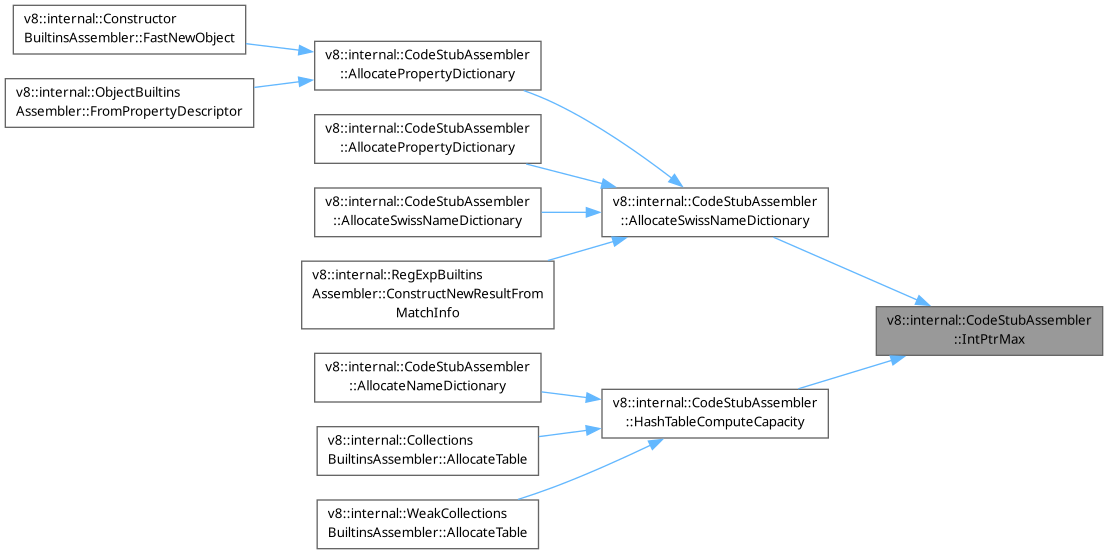 v8::internal::Constructor
BuiltinsAssembler::FastNewObject
v8::internal::ObjectBuiltins
Assembler::FromPropertyDescriptor
v8::internal::CodeStubAssembler
::AllocatePropertyDictionary
v8::internal::CodeStubAssembler
::AllocatePropertyDictionary
v8::internal::CodeStubAssembler
::AllocateSwissNameDictionary
v8::internal::RegExpBuiltins
Assembler::ConstructNewResultFrom
MatchInfo
v8::internal::CodeStubAssembler
::AllocateNameDictionary
v8::internal::Collections
BuiltinsAssembler::AllocateTable
v8::internal::WeakCollections
BuiltinsAssembler::AllocateTable
v8::internal::CodeStubAssembler
::AllocateSwissNameDictionary
v8::internal::CodeStubAssembler
::HashTableComputeCapacity
v8::internal::CodeStubAssembler
::IntPtrMax